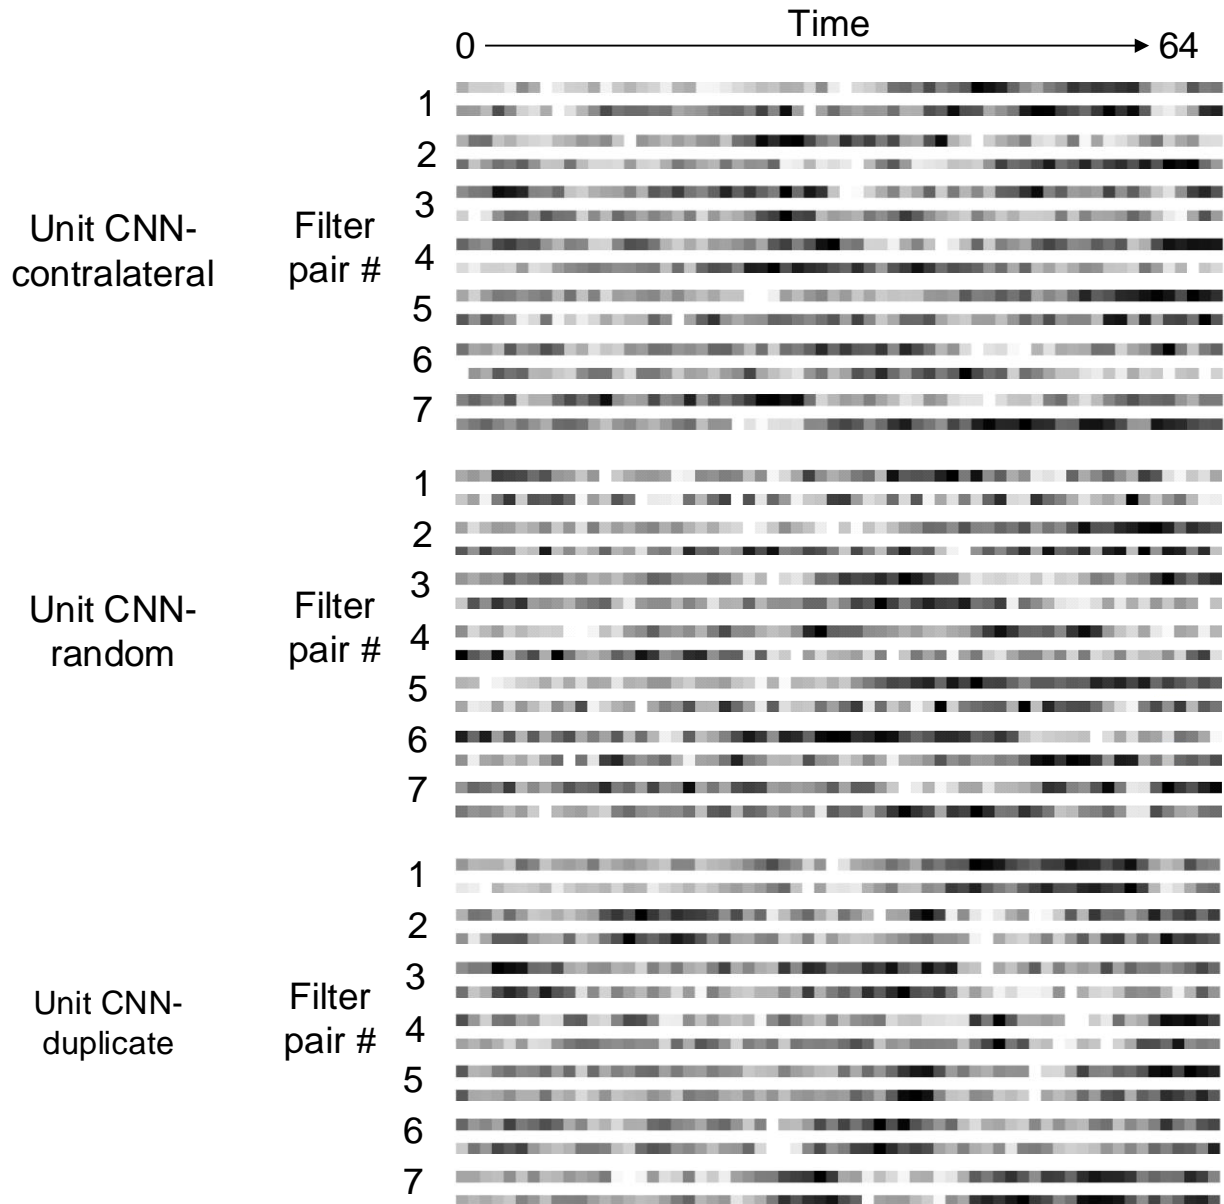 Time
0 64
Unit CNN-
contralateral
Filter
pair #
1
2
3
4
5
6
7
Unit CNN-
random
Filter
pair #
1
2
3
4
5
6
7
Unit CNN-
duplicate
Filter
pair #
1
2
3
4
5
6
7